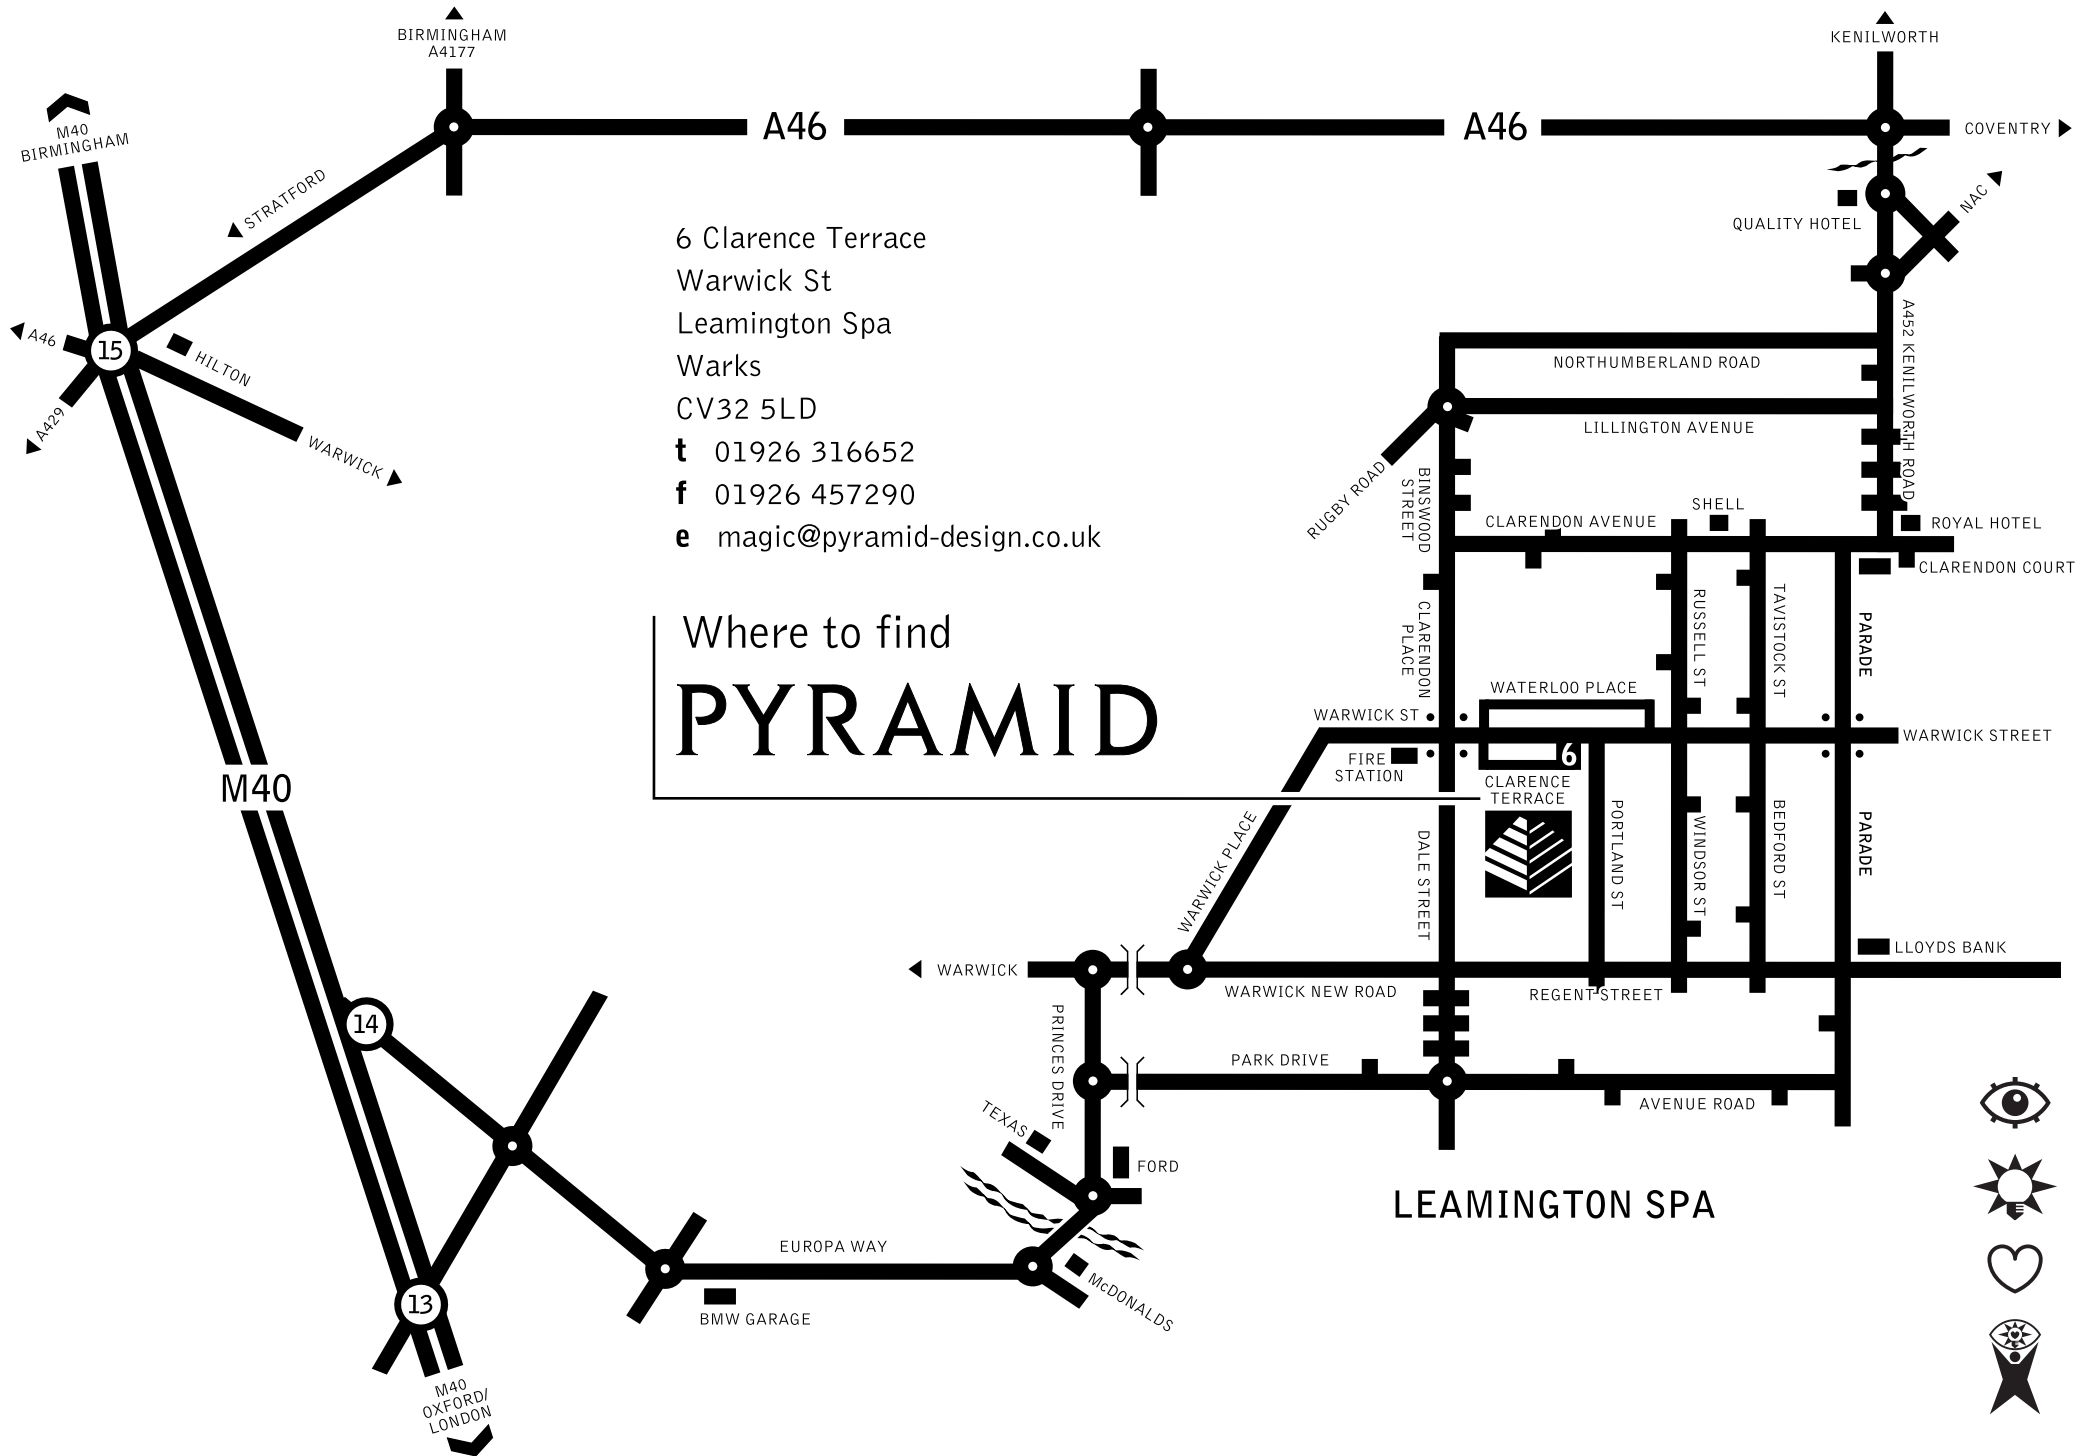 BIRMINGHAM
A4177
KENILWORTH
M40
BIRMINGHAM
A46
A46
COVENTRY
STRATFORD
NAC
QUALITY HOTEL
6 Clarence Terrace
Warwick St
Leamington Spa
Warks
CV32 5LD
t 01926 316652
f 01926 457290
e magic@pyramid-design.co.uk
A46
15
HILTON
A429
WARWICK
A452 KENILWORTH ROAD
NORTHUMBERLAND ROAD
LILLINGTON AVENUE
RUGBY ROAD
BINSWOOD
STREET
SHELL
CLARENDON AVENUE
ROYAL HOTEL
CLARENDON COURT
Where to find
PYRAMID
CLARENDON
PLACE
RUSSELL ST
TAVISTOCK ST
PARADE
WATERLOO PLACE
WARWICK ST
WARWICK STREET
FIRE
STATION
6
CLARENCE
TERRACE
M40
WARWICK PLACE
DALE STREET
PORTLAND ST
WINDSOR ST
BEDFORD ST
PARADE
LLOYDS BANK
WARWICK
WARWICK NEW ROAD
REGENT STREET
14
PRINCES DRIVE
PARK DRIVE
AVENUE ROAD
TEXAS
FORD
LEAMINGTON SPA
EUROPA WAY
BMW GARAGE
McDONALDS
13
M40
OXFORD/
LONDON